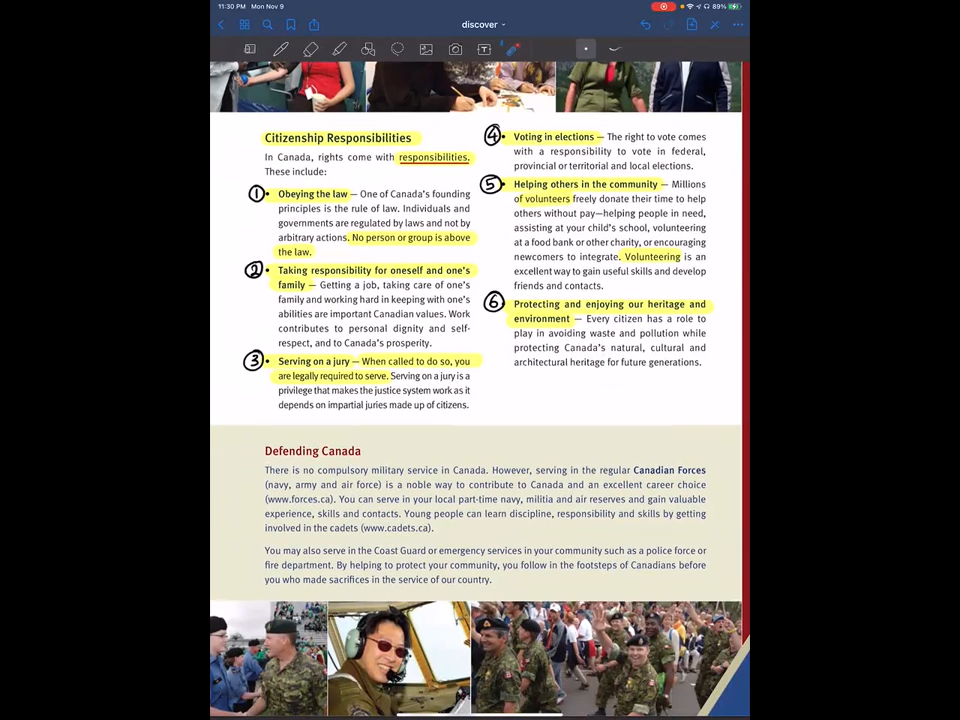 11:30 PM Mon Nov 9
89%
discover
Citizenship Responsibilities
In Canada, rights come with responsibilities.
These include:
1
• Obeying the law — One of Canada's founding
principles is the rule of law. Individuals and
governments are regulated by laws and not by
arbitrary actions. No person or group is above
the law.
2
• Taking responsibility for oneself and one's
family — Getting a job, taking care of one's
family and working hard in keeping with one's
abilities are important Canadian values. Work
contributes to personal dignity and self-
respect, and to Canada's prosperity.
3
• Serving on a jury — When called to do so, you
are legally required to serve. Serving on a jury is a
privilege that makes the justice system work as it
depends on impartial juries made up of citizens.
4
• Voting in elections — The right to vote comes
with a responsibility to vote in federal,
provincial or territorial and local elections.
5
• Helping others in the community — Millions
of volunteers freely donate their time to help
others without pay—helping people in need,
assisting at your child's school, volunteering
at a food bank or other charity, or encouraging
newcomers to integrate. Volunteering is an
excellent way to gain useful skills and develop
friends and contacts.
6
• Protecting and enjoying our heritage and
environment — Every citizen has a role to
play in avoiding waste and pollution while
protecting Canada's natural, cultural and
architectural heritage for future generations.
Defending Canada
There is no compulsory military service in Canada. However, serving in the regular Canadian Forces
(navy, army and air force) is a noble way to contribute to Canada and an excellent career choice
(www.forces.ca). You can serve in your local part-time navy, militia and air reserves and gain valuable
experience, skills and contacts. Young people can learn discipline, responsibility and skills by getting
involved in the cadets (www.cadets.ca).
You may also serve in the Coast Guard or emergency services in your community such as a police force or
fire department. By helping to protect your community, you follow in the footsteps of Canadians before
you who made sacrifices in the service of our country.